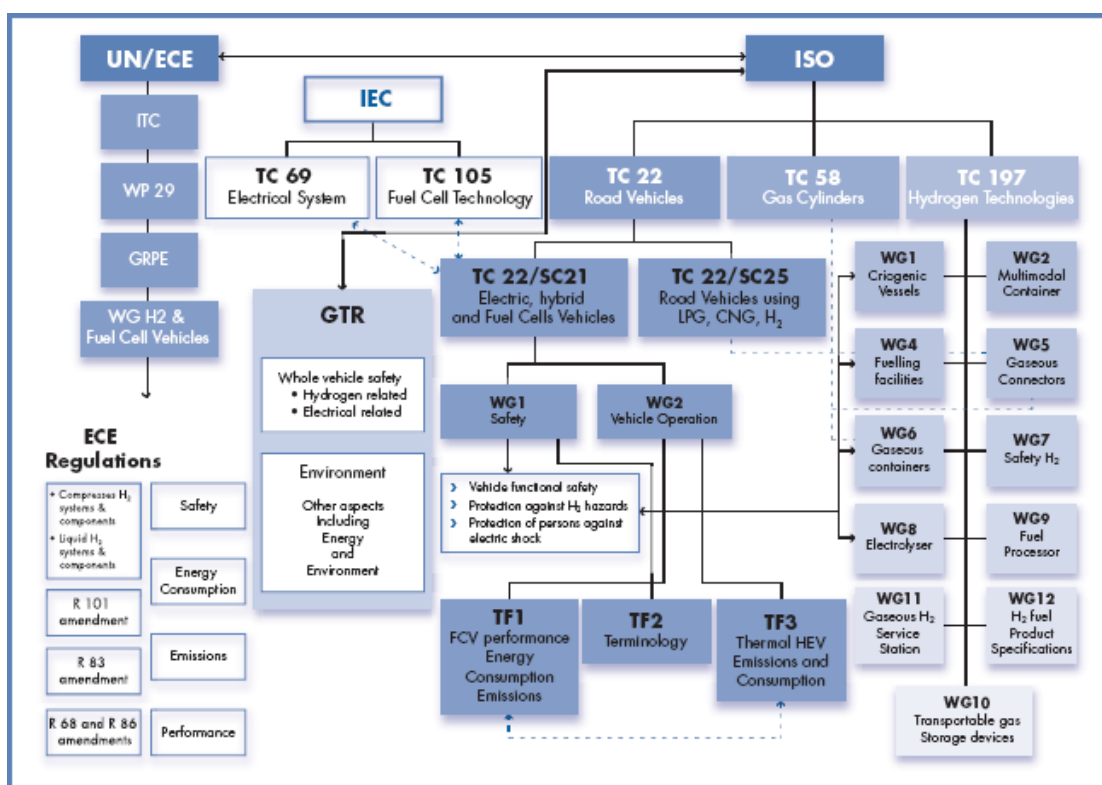 UN/ECE
ISO
IEC
ITC
WP 29
GRPE
WG H2 &
Fuel Cell Vehicles
TC 69
Electrical System
TC 105
Fuel Cell Technology
TC 22
Road Vehicles
TC 58
Gas Cylinders
TC 197
Hydrogen Technologies
TC 22/SC21
Electric, hybrid
and Fuel Cells Vehicles
TC 22/SC25
Road Vehicles using
LPG, CNG, H₂
GTR
Whole vehicle safety
• Hydrogen related
• Electrical related
Environment
Other aspects
Including
Energy
and
Environment
WG1
Safety
WG2
Vehicle Operation
› Vehicle functional safety
› Protection against H₂ hazards
› Protection of persons against
electric shock
TF1
FCV performance
Energy
Consumption
Emissions
TF2
Terminology
TF3
Thermal HEV
Emissions and
Consumption
WG1
Criogenic
Vessels
WG2
Multimodal
Container
WG4
Fuelling
facilities
WG5
Gaseous
Connectors
WG6
Gaseous
containers
WG7
Safety H₂
WG8
Electrolyser
WG9
Fuel
Processor
WG11
Gaseous H₂
Service
Station
WG12
H₂ fuel
Product
Specifications
WG10
Transportable gas
Storage devices
ECE
Regulations
• Compresses H₂
systems &
components
• Liquid H₂
systems &
components
R 101
amendment
R 83
amendment
R 68 and R 86
amendments
Safety
Energy
Consumption
Emissions
Performance